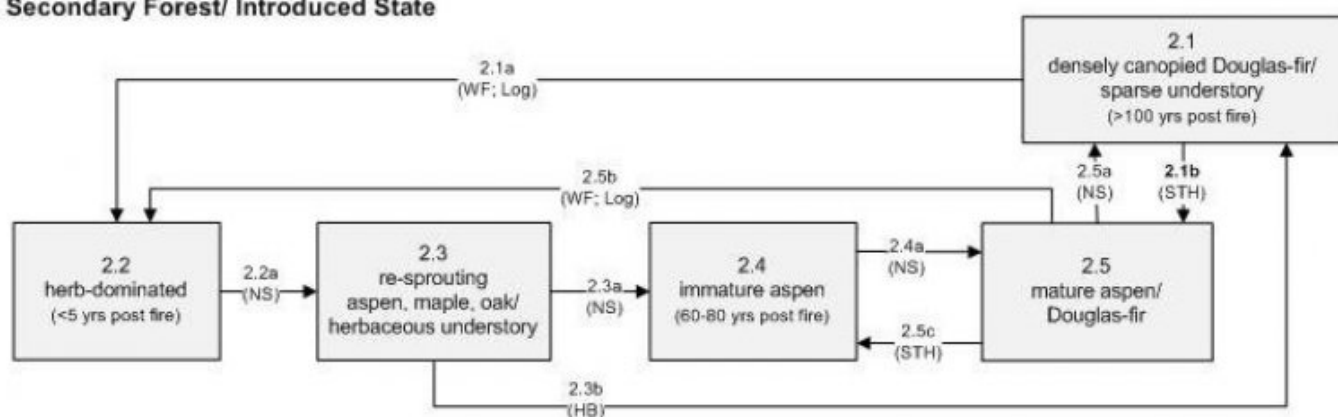 Secondary Forest/ Introduced State
2.1
densely canopied Douglas-fir/
sparse understory
(>100 yrs post fire)
2.1a
(WF; Log)
2.5b
(WF; Log)
2.5a
(NS)
2.1b
(STH)
2.2
herb-dominated
(<5 yrs post fire)
2.2a
(NS)
2.3
re-sprouting
aspen, maple, oak/
herbaceous understory
2.3a
(NS)
2.4
immature aspen
(60-80 yrs post fire)
2.4a
(NS)
2.5c
(STH)
2.5
mature aspen/
Douglas-fir
2.3b
(HB)